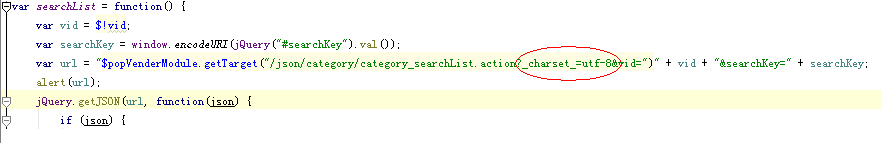 var searchList = function() {
var vid = $!vid;
var searchKey = window.encodeURI(jQuery("#searchKey").val());
var url = "$popVenderModule.getTarget("/json/category/category_searchList.action?_charset_=utf-8&vid=")" + vid + "&searchKey=" + searchKey;
alert(url);
jQuery.getJSON(url, function(json) {
if (json) {